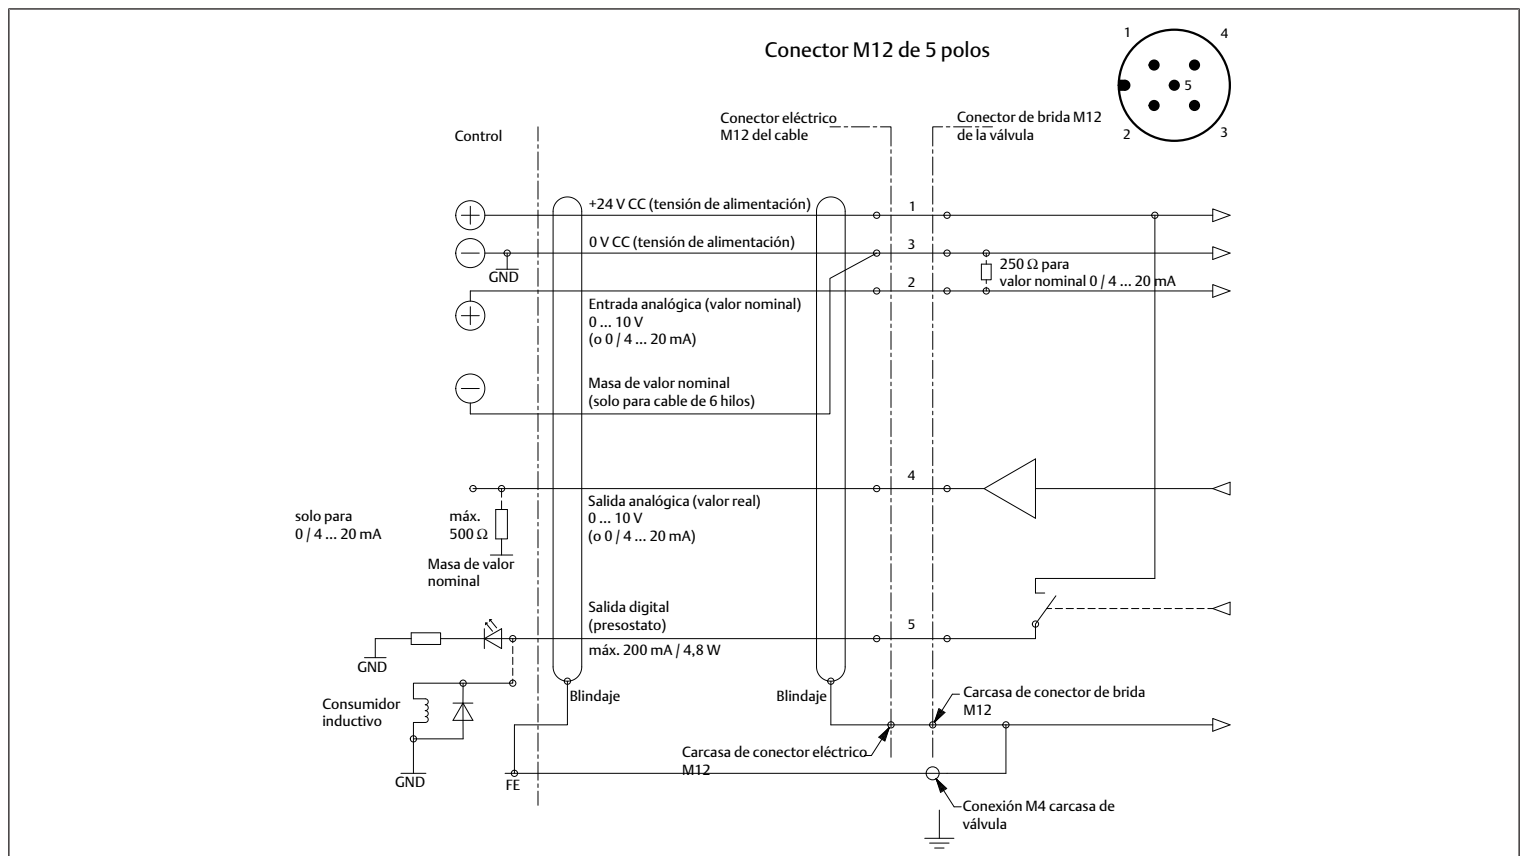 Conector M12 de 5 polos
1
4
5
2
3
Control
Conector eléctrico
M12 del cable
Conector de brida M12
de la válvula
+24 V CC (tensión de alimentación)
1
0 V CC (tensión de alimentación)
3
GND
250 Ω para
valor nominal 0 / 4 ... 20 mA
2
Entrada analógica (valor nominal)
0 ... 10 V
(o 0 / 4 ... 20 mA)
Masa de valor nominal
(solo para cable de 6 hilos)
4
Salida analógica (valor real)
0 ... 10 V
(o 0 / 4 ... 20 mA)
solo para
0 / 4 ... 20 mA
máx.
500 Ω
Masa de valor
nominal
Salida digital
(presostato)
5
máx. 200 mA / 4,8 W
GND
Blindaje
Blindaje
Carcasa de conector de brida
M12
Consumidor
inductivo
Carcasa de conector eléctrico
M12
GND
FE
Conexión M4 carcasa de
válvula